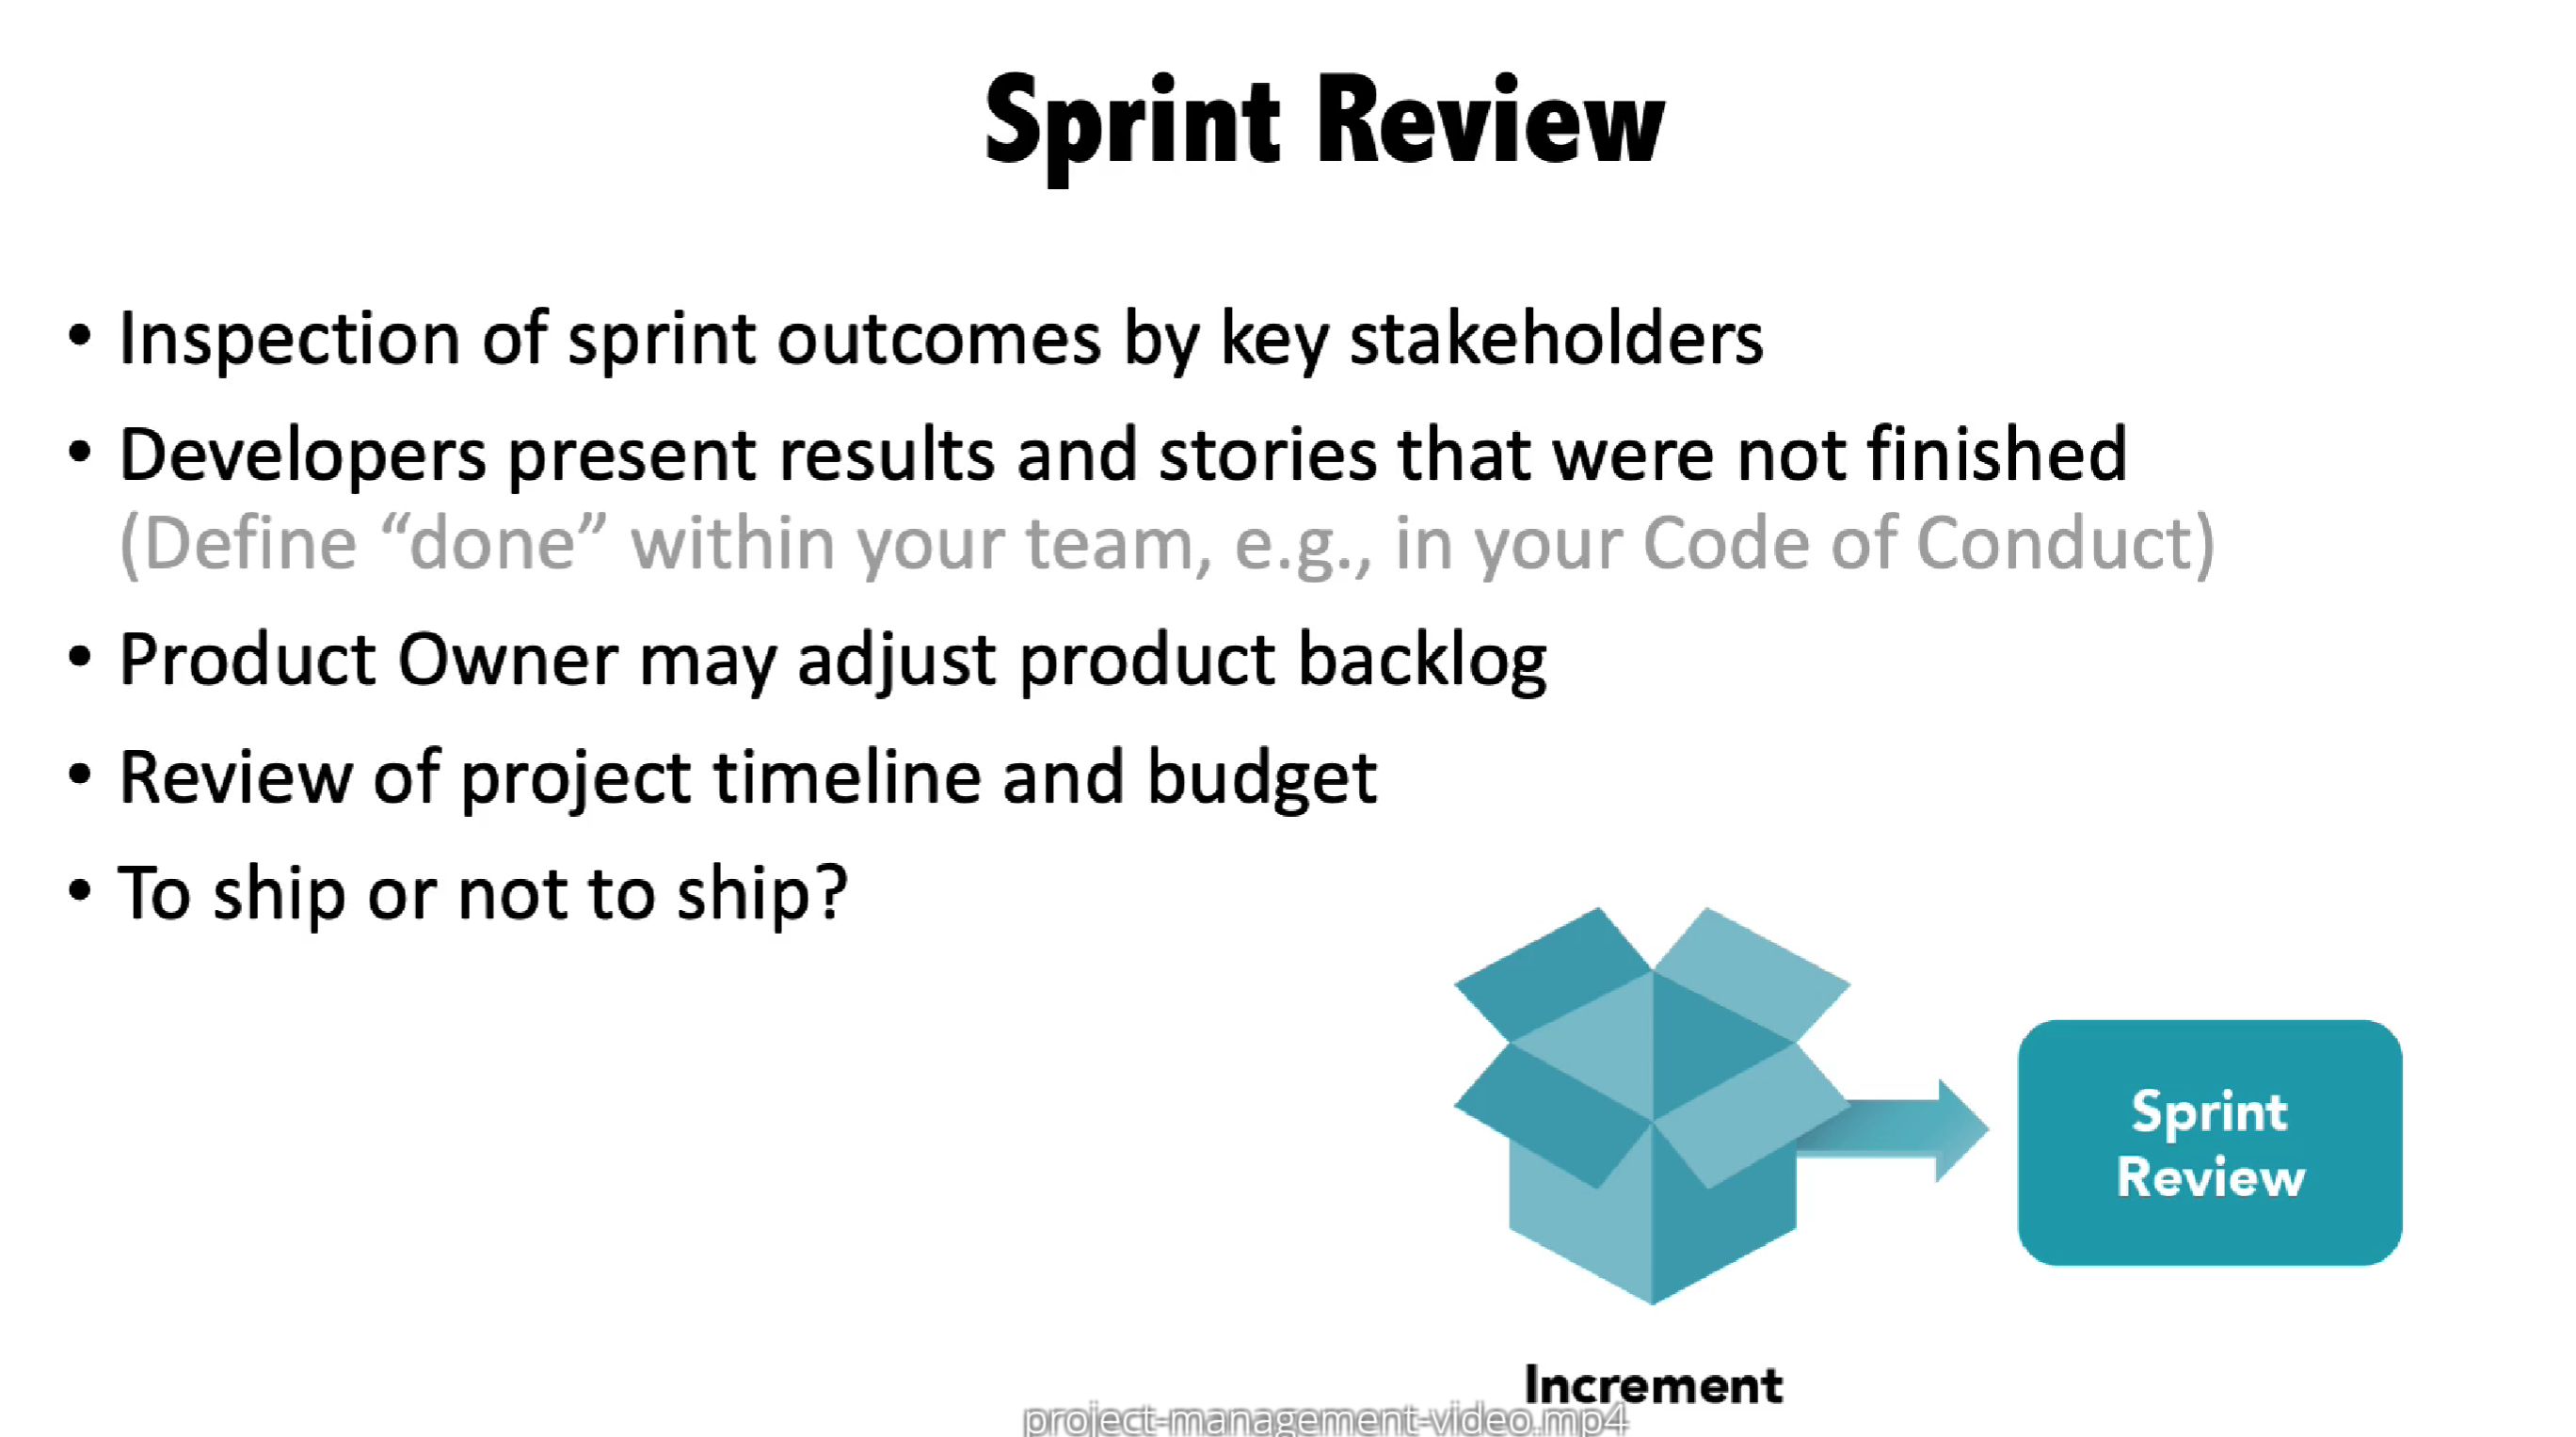 Sprint Review
• Inspection of sprint outcomes by key stakeholders
• Developers present results and stories that were not finished
(Define “done” within your team, e.g., in your Code of Conduct)
• Product Owner may adjust product backlog
• Review of project timeline and budget
• To ship or not to ship?
Sprint
Review
Increment
project-management-video.mp4